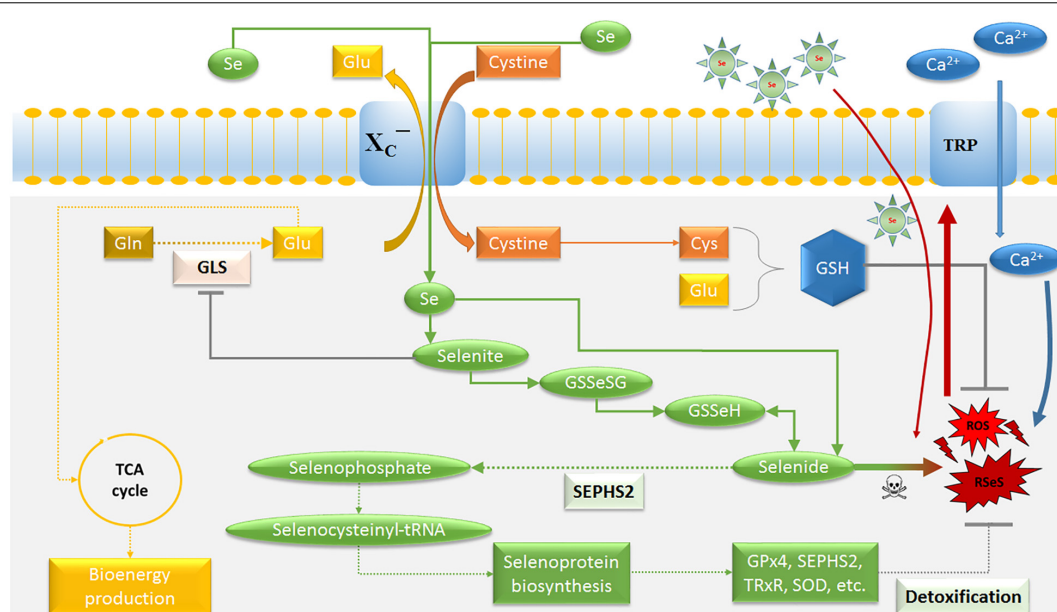 Se
Glu
Cystine
Se
Se
Se
Se
Ca²⁺
Ca²⁺
X_C⁻
TRP
Se
Gln
Glu
Cystine
Cys
GSH
Ca²⁺
GLS
Glu
Se
Selenite
GSSeSG
GSSeH
ROS
TCA
cycle
Selenophosphate
SEPHS2
Selenide
RSeS
Selenocysteinyl-tRNA
Bioenergy
production
Selenoprotein
biosynthesis
GPx4, SEPHS2,
TRxR, SOD, etc.
Detoxification